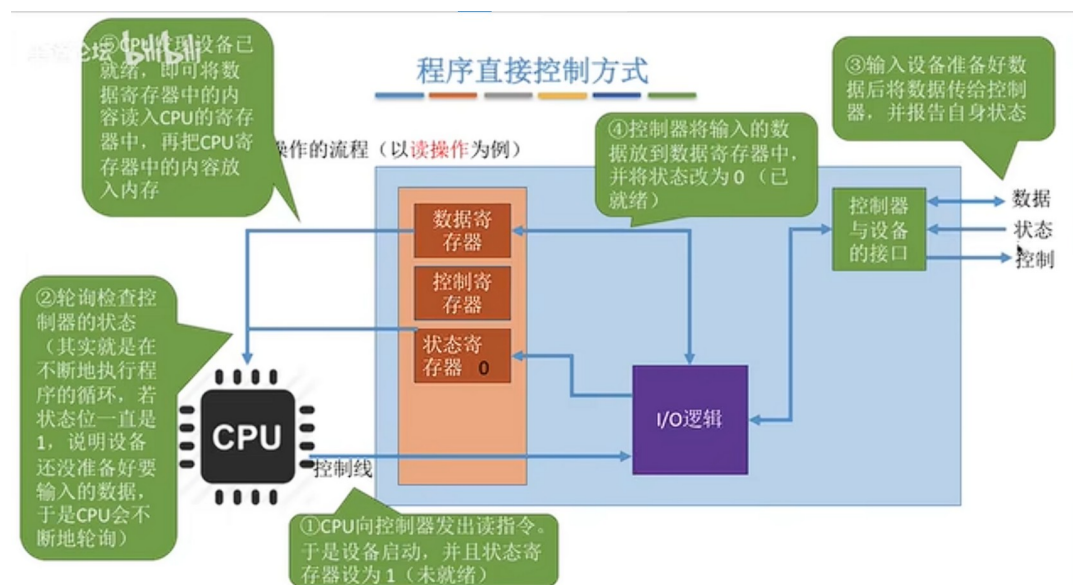 程序直接控制方式
操作的流程（以读操作为例）
⑤CPU发现设备已
就绪，即可将数
据寄存器中的内
容读入CPU的寄存
器中，再把CPU寄
存器中的内容放
入内存
bilibili
③输入设备准备好数
据后将数据传给控制
器，并报告自身状态
④控制器将输入的数
据放到数据寄存器中，
并将状态改为 0 （已
就绪）
数据寄
存器
控制寄
存器
状态寄
存器 0
控制器
与设备
的接口
数据
状态
控制
②轮询检查控
制器的状态
（其实就是在
不断地执行程
序的循环，若
状态位一直是
1，说明设备
还没准备好要
输入的数据，
于是CPU会不
断地轮询）
CPU
I/O逻辑
控制线
①CPU向控制器发出读指令。
于是设备启动，并且状态寄
存器设为 1（未就绪）